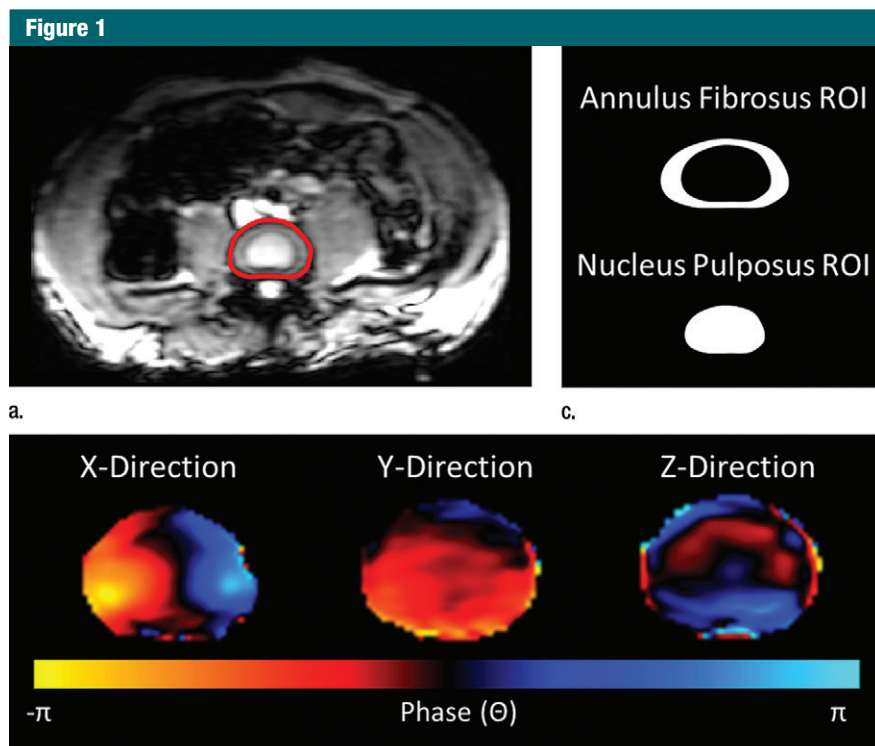 Figure 1
Annulus Fibrosus ROI
Nucleus Pulposus ROI
a.
c.
X-Direction Y-Direction Z-Direction
-π Phase (Θ) π